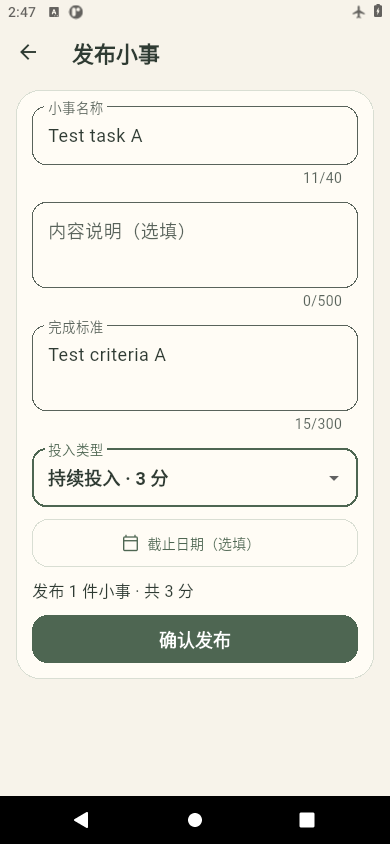 2:47
发布小事
小事名称
Test task A
11/40
内容说明（选填）
0/500
完成标准
Test criteria A
15/300
投入类型
持续投入 · 3 分
截止日期（选填）
发布 1 件小事 · 共 3 分
确认发布